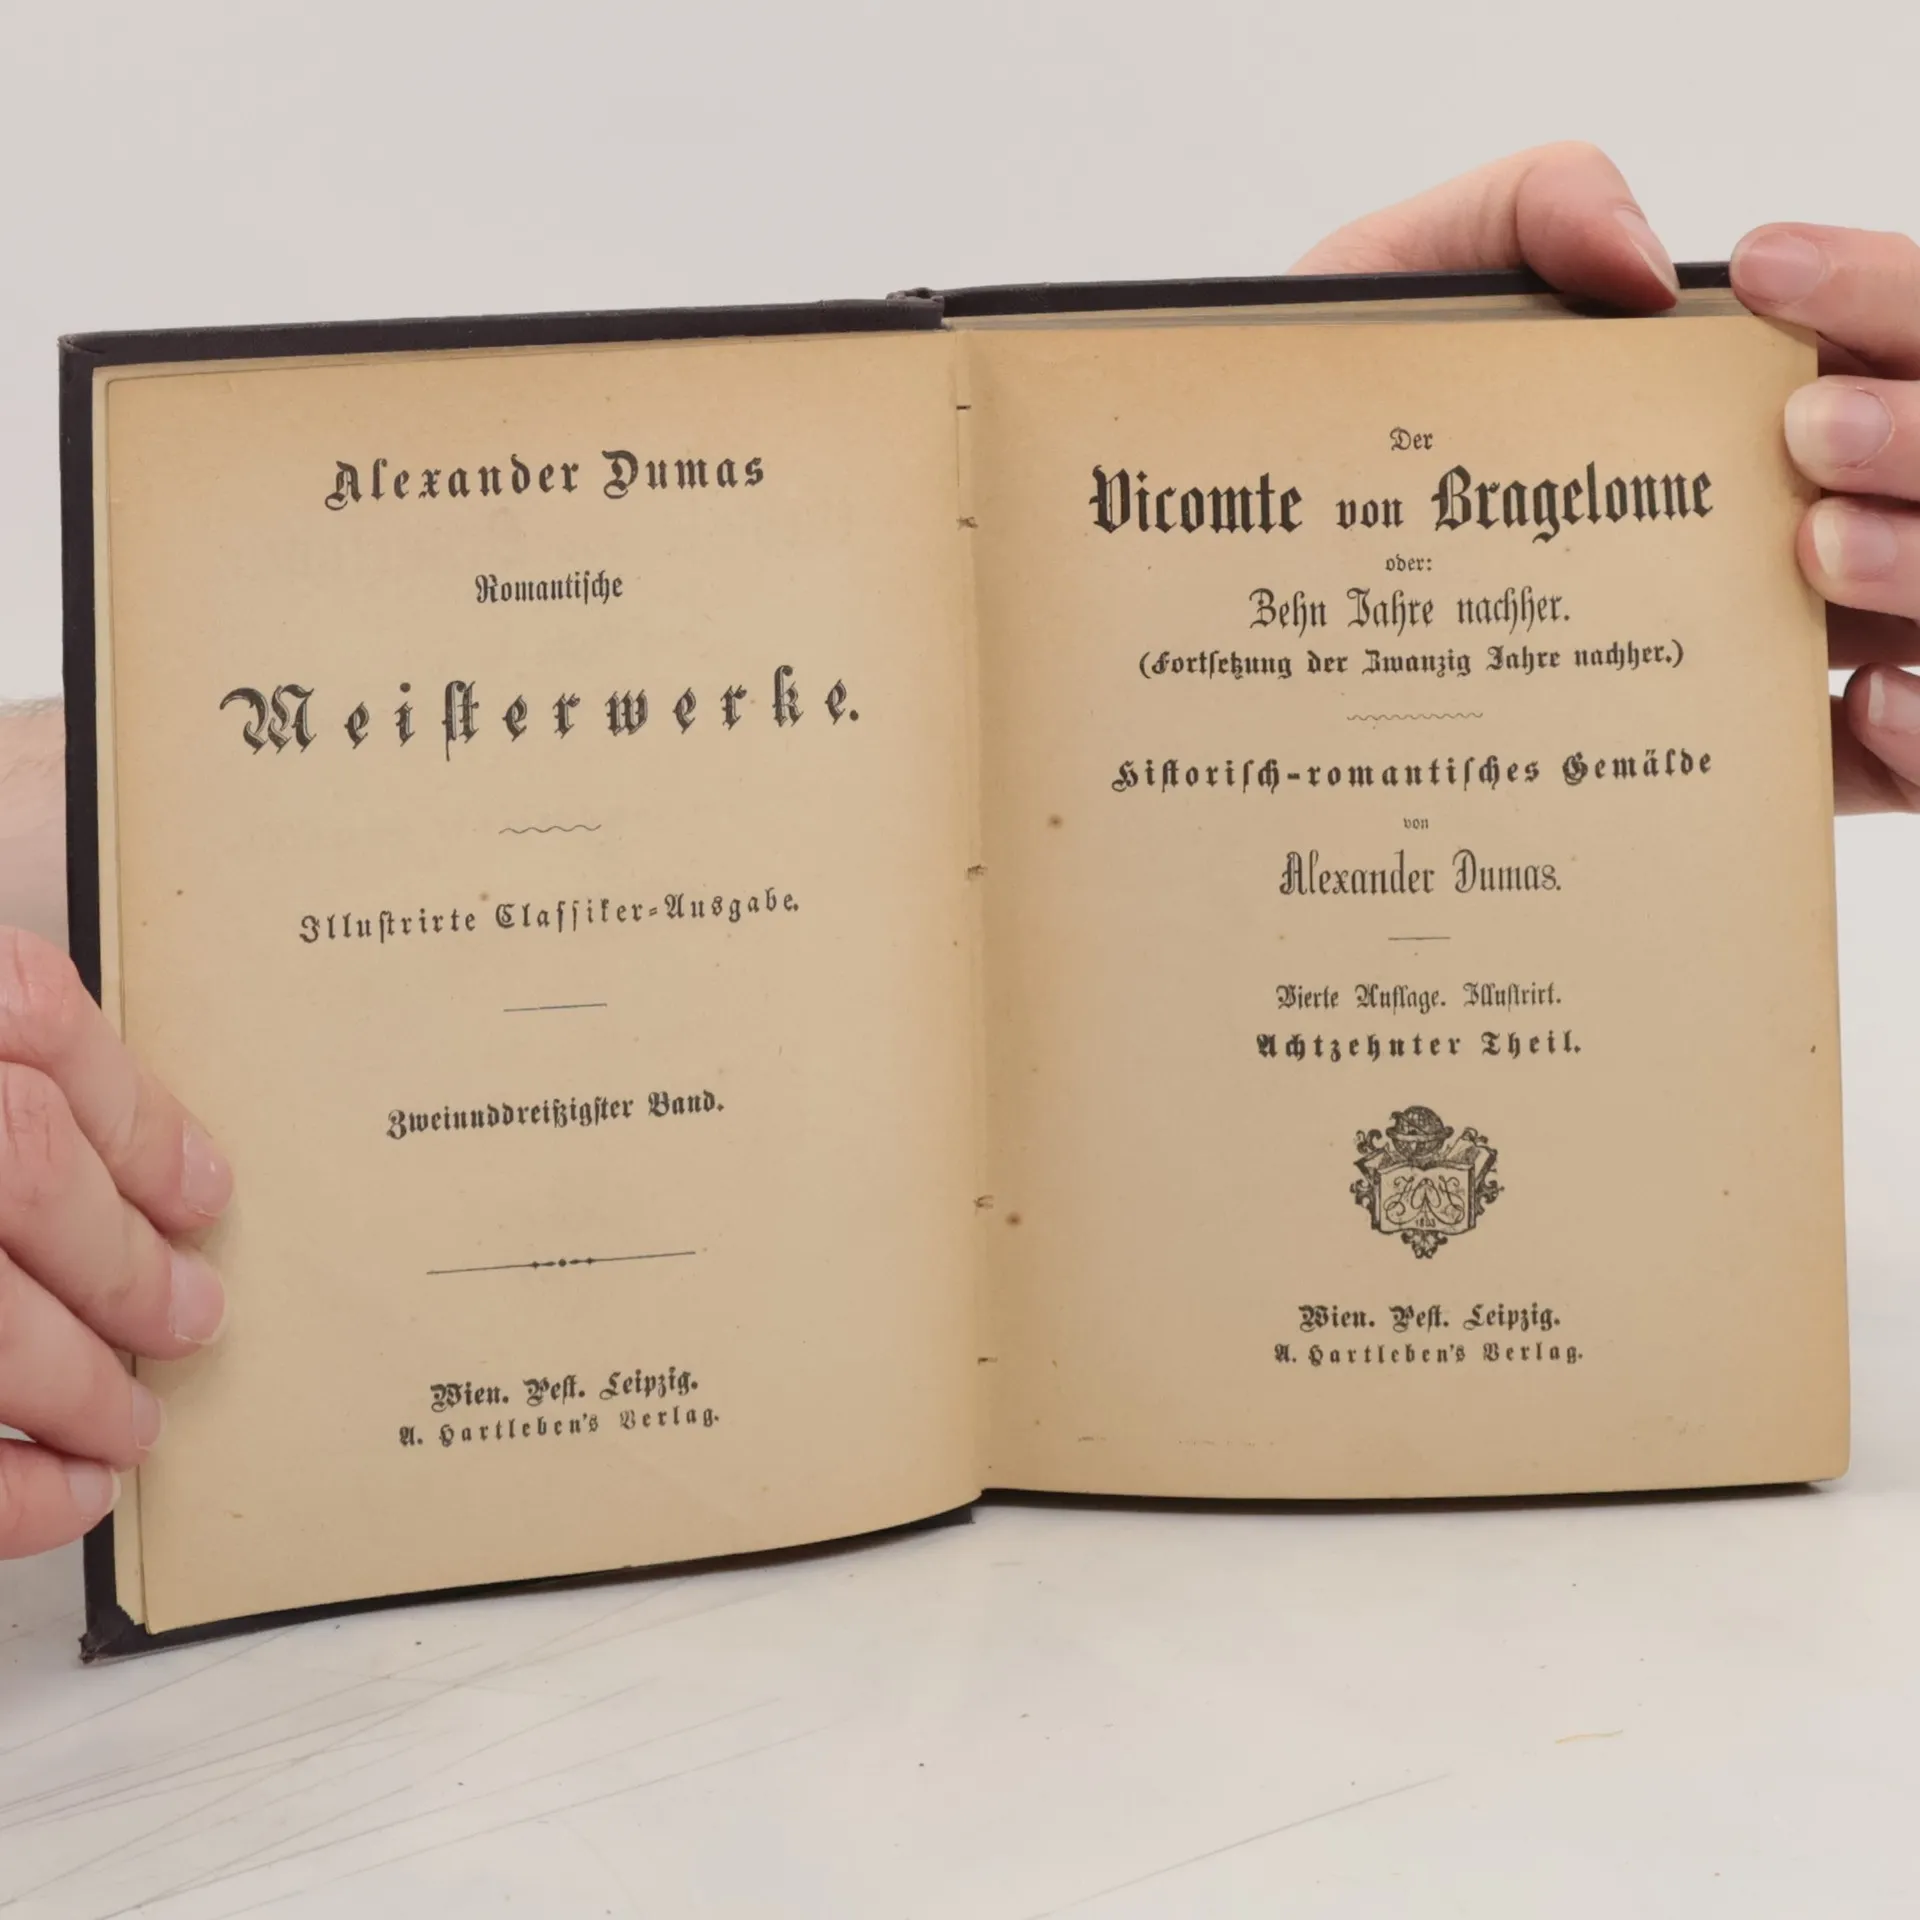 Alexander Dumas
Romantische
Meisterwerke.
Illustrirte Classiker-Ausgabe.
Zweiunddreißigster Band.
Wien. Pest. Leipzig.
A. Hartleben's Verlag.
Der
Vicomte von Bragelonne
oder:
Zehn Jahre nachher.
(Fortsetzung der Zwanzig Jahre nachher.)
Historisch-romantisches Gemälde
von
Alexander Dumas.
Vierte Auflage. Illustrirt.
Achtzehnter Theil.
1803
Wien. Pest. Leipzig.
A. Hartleben's Verlag.